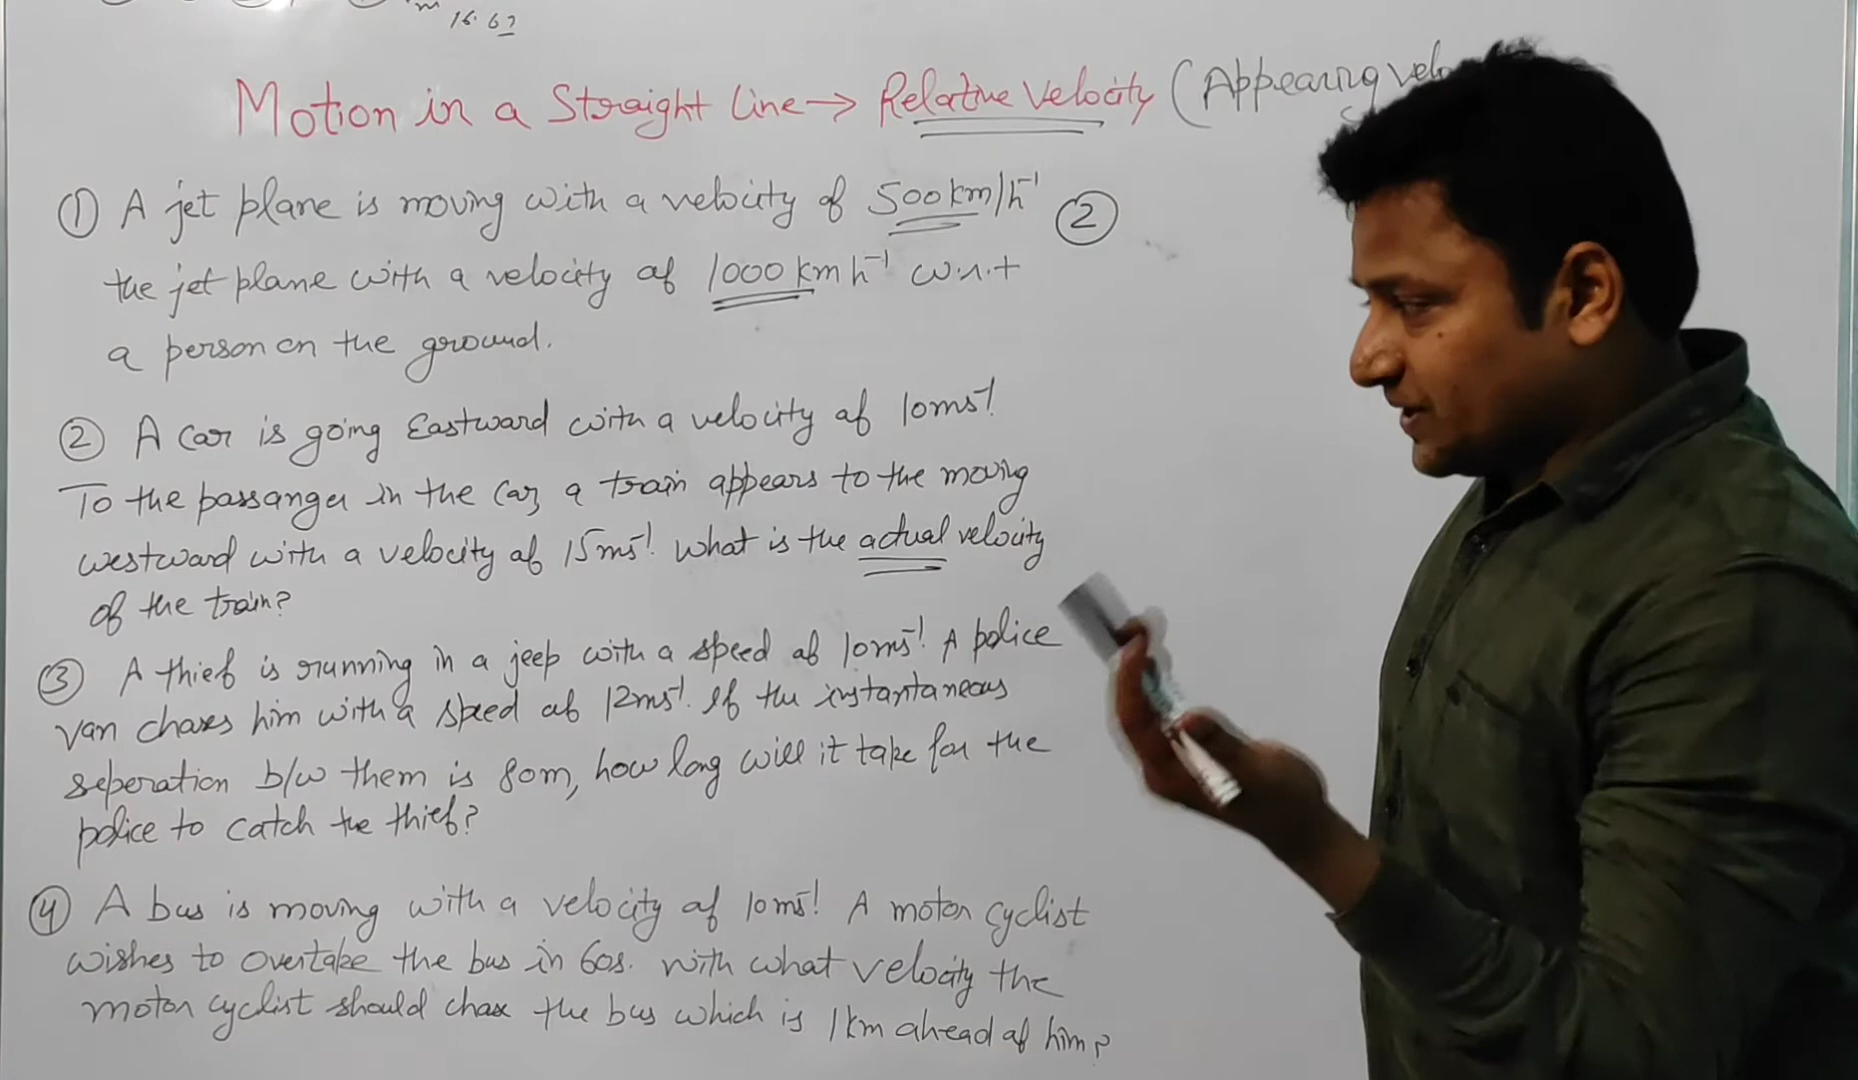 16.67
Motion in a Straight line → Relative Velocity (Appearing velo
① A jet plane is moving with a velocity of 500km/h⁻¹
②
the jet plane with a velocity of 1000 km h⁻¹ w.r.t
a person on the ground.
② A car is going Eastward with a velocity of 10ms⁻¹.
To the passanger in the car, a train appears to the moving
westward with a velocity of 15ms⁻¹. what is the actual velocity
of the train?
③ A thief is running in a jeep with a speed of 10ms⁻¹. A police
van chases him with a speed of 12ms⁻¹. If the instantaneous
seperation b/w them is 80m, how long will it take for the
police to catch the thief?
④ A bus is moving with a velocity of 10ms⁻¹. A motor cyclist
wishes to overtake the bus in 60s. with what velocity the
motor cyclist should chase the bus which is 1km ahead of him?